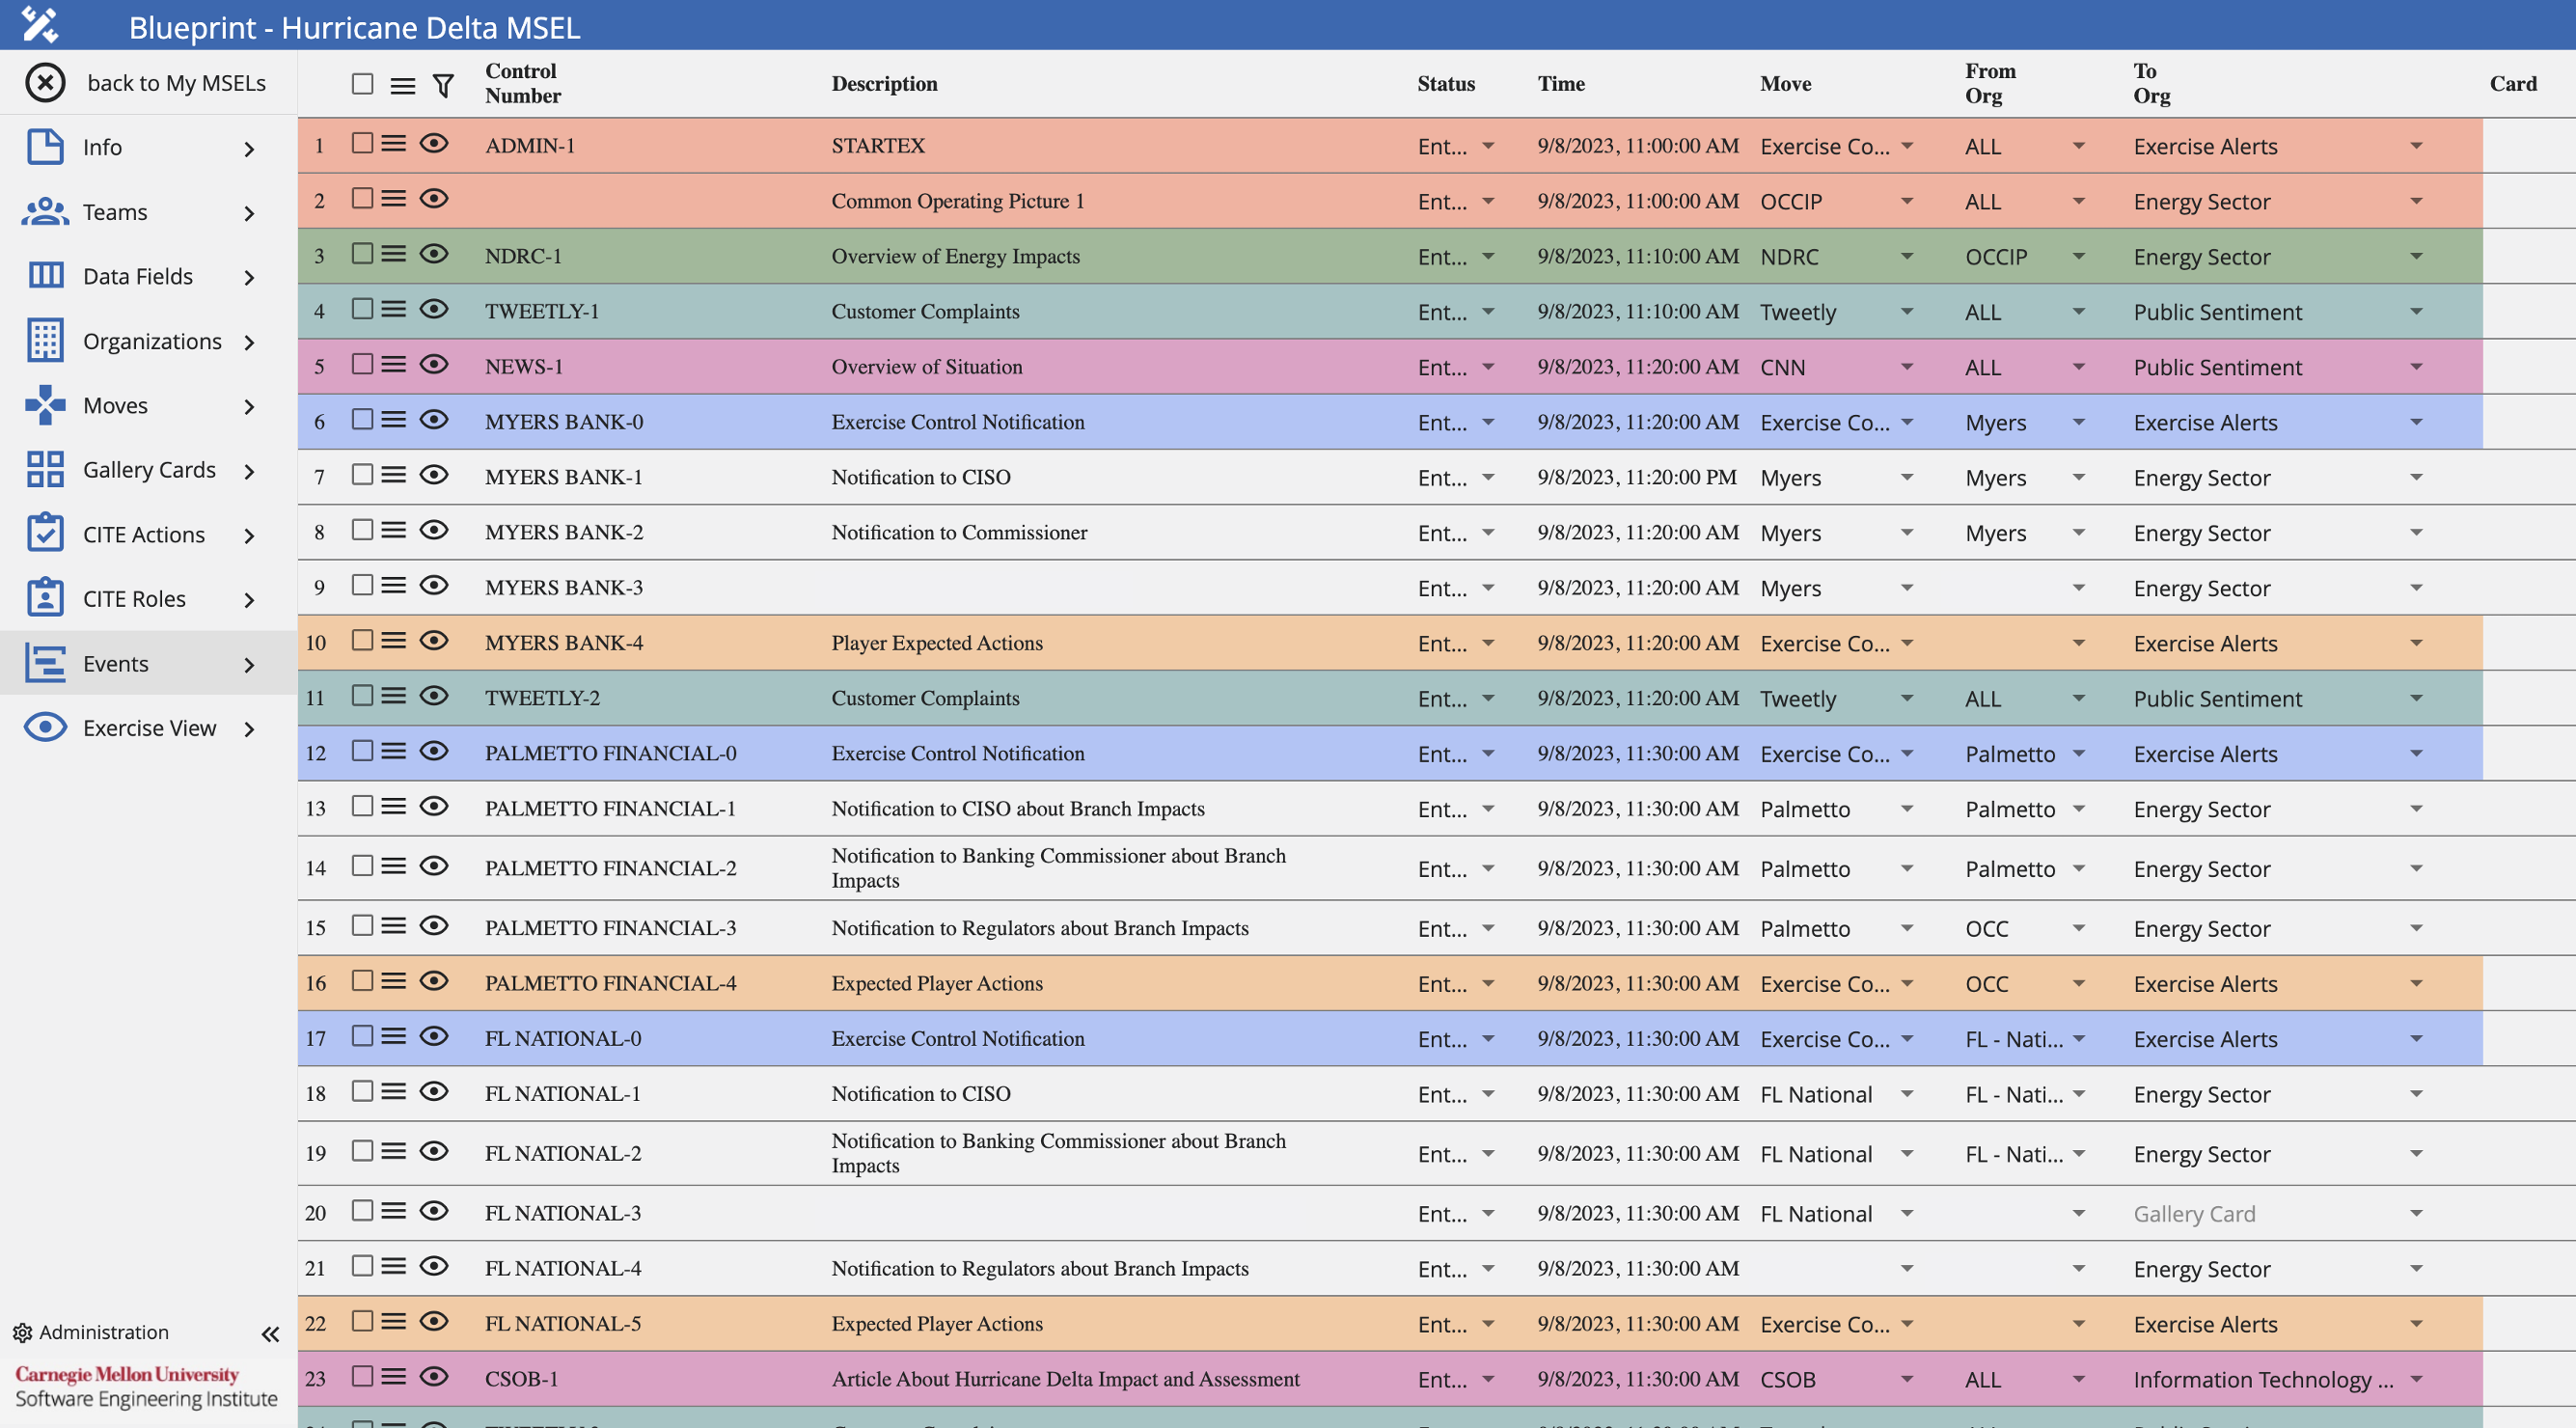 Blueprint - Hurricane Delta MSEL
back to My MSELs
Info
Teams
Data Fields
Organizations
Moves
Gallery Cards
CITE Actions
CITE Roles
Events
Exercise View
Administration
Carnegie Mellon University
Software Engineering Institute
Control Number Description Status Time Move From Org To Org Card
1 ADMIN-1 STARTEX Ent... 9/8/2023, 11:00:00 AM Exercise Co... ALL Exercise Alerts
2 Common Operating Picture 1 Ent... 9/8/2023, 11:00:00 AM OCCIP ALL Energy Sector
3 NDRC-1 Overview of Energy Impacts Ent... 9/8/2023, 11:10:00 AM NDRC OCCIP Energy Sector
4 TWEETLY-1 Customer Complaints Ent... 9/8/2023, 11:10:00 AM Tweetly ALL Public Sentiment
5 NEWS-1 Overview of Situation Ent... 9/8/2023, 11:20:00 AM CNN ALL Public Sentiment
6 MYERS BANK-0 Exercise Control Notification Ent... 9/8/2023, 11:20:00 AM Exercise Co... Myers Exercise Alerts
7 MYERS BANK-1 Notification to CISO Ent... 9/8/2023, 11:20:00 PM Myers Myers Energy Sector
8 MYERS BANK-2 Notification to Commissioner Ent... 9/8/2023, 11:20:00 AM Myers Myers Energy Sector
9 MYERS BANK-3 Ent... 9/8/2023, 11:20:00 AM Myers Energy Sector
10 MYERS BANK-4 Player Expected Actions Ent... 9/8/2023, 11:20:00 AM Exercise Co... Exercise Alerts
11 TWEETLY-2 Customer Complaints Ent... 9/8/2023, 11:20:00 AM Tweetly ALL Public Sentiment
12 PALMETTO FINANCIAL-0 Exercise Control Notification Ent... 9/8/2023, 11:30:00 AM Exercise Co... Palmetto Exercise Alerts
13 PALMETTO FINANCIAL-1 Notification to CISO about Branch Impacts Ent... 9/8/2023, 11:30:00 AM Palmetto Palmetto Energy Sector
14 PALMETTO FINANCIAL-2 Notification to Banking Commissioner about Branch Impacts Ent... 9/8/2023, 11:30:00 AM Palmetto Palmetto Energy Sector
15 PALMETTO FINANCIAL-3 Notification to Regulators about Branch Impacts Ent... 9/8/2023, 11:30:00 AM Palmetto OCC Energy Sector
16 PALMETTO FINANCIAL-4 Expected Player Actions Ent... 9/8/2023, 11:30:00 AM Exercise Co... OCC Exercise Alerts
17 FL NATIONAL-0 Exercise Control Notification Ent... 9/8/2023, 11:30:00 AM Exercise Co... FL - Nati... Exercise Alerts
18 FL NATIONAL-1 Notification to CISO Ent... 9/8/2023, 11:30:00 AM FL National FL - Nati... Energy Sector
19 FL NATIONAL-2 Notification to Banking Commissioner about Branch Impacts Ent... 9/8/2023, 11:30:00 AM FL National FL - Nati... Energy Sector
20 FL NATIONAL-3 Ent... 9/8/2023, 11:30:00 AM FL National Gallery Card
21 FL NATIONAL-4 Notification to Regulators about Branch Impacts Ent... 9/8/2023, 11:30:00 AM Energy Sector
22 FL NATIONAL-5 Expected Player Actions Ent... 9/8/2023, 11:30:00 AM Exercise Co... Exercise Alerts
23 CSOB-1 Article About Hurricane Delta Impact and Assessment Ent... 9/8/2023, 11:30:00 AM CSOB ALL Information Technology ...